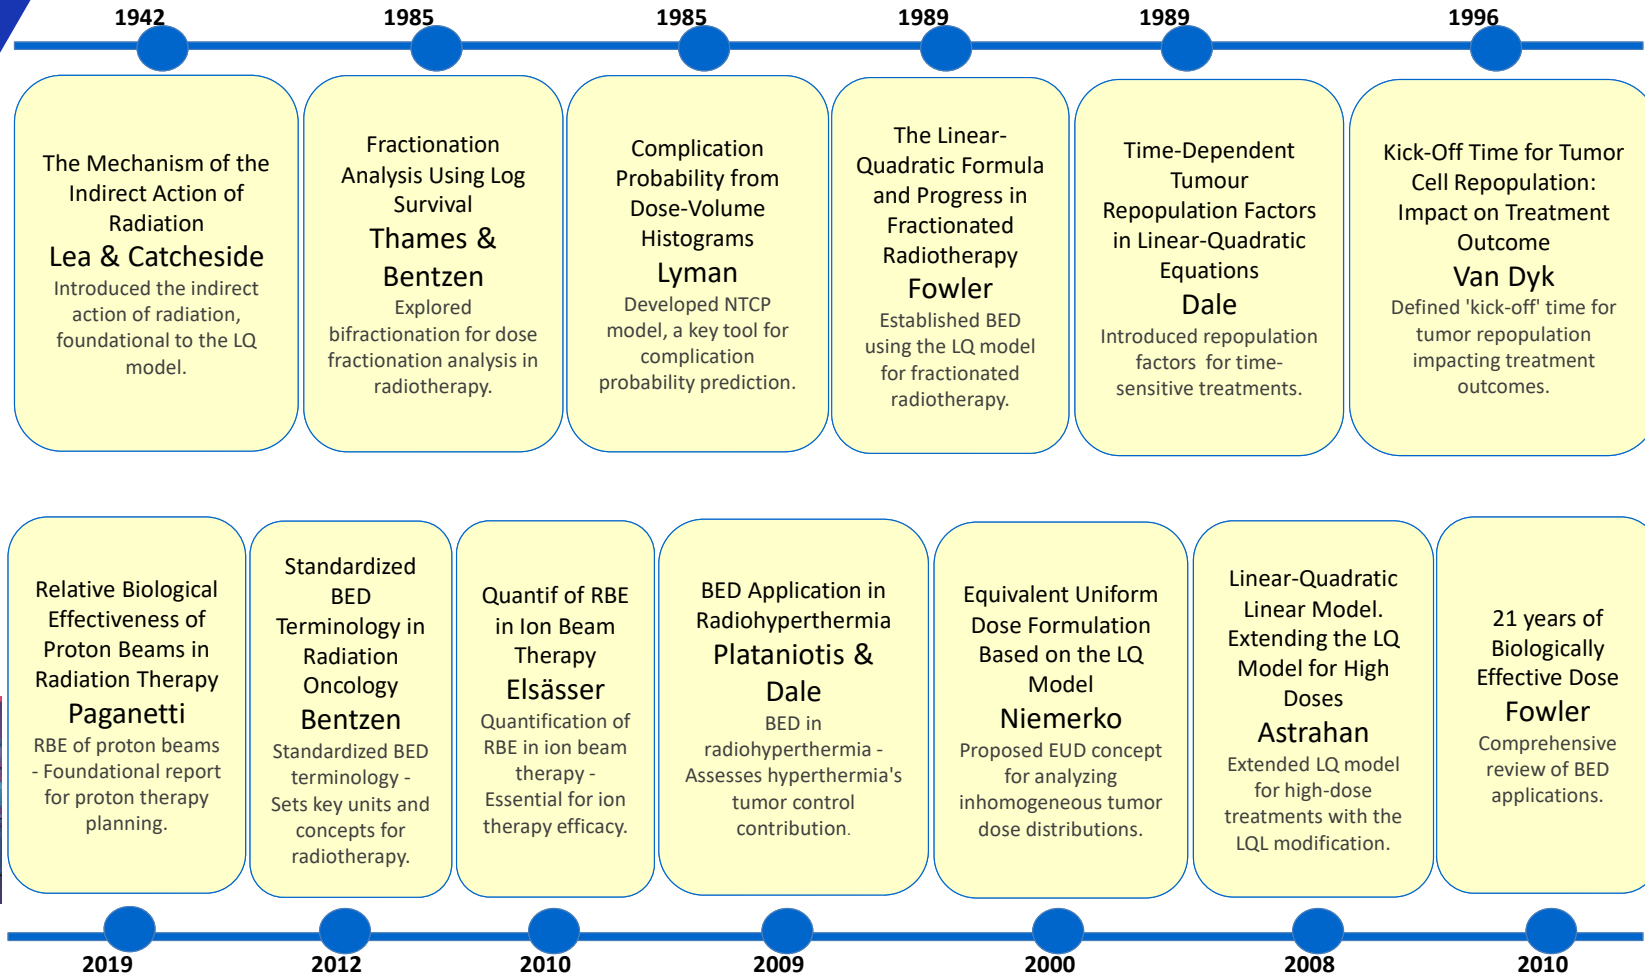 1942
The Mechanism of the
Indirect Action of
Radiation
Lea & Catcheside
Introduced the indirect
action of radiation,
foundational to the LQ
model.
1985
Fractionation
Analysis Using Log
Survival
Thames &
Bentzen
Explored
bifractionation for dose
fractionation analysis in
radiotherapy.
1985
Complication
Probability from
Dose-Volume
Histograms
Lyman
Developed NTCP
model, a key tool for
complication
probability prediction.
1989
The Linear-
Quadratic Formula
and Progress in
Fractionated
Radiotherapy
Fowler
Established BED
using the LQ model
for fractionated
radiotherapy.
1989
Time-Dependent
Tumour
Repopulation Factors
in Linear-Quadratic
Equations
Dale
Introduced repopulation
factors for time-
sensitive treatments.
1996
Kick-Off Time for Tumor
Cell Repopulation:
Impact on Treatment
Outcome
Van Dyk
Defined 'kick-off' time for
tumor repopulation
impacting treatment
outcomes.
Relative Biological
Effectiveness of
Proton Beams in
Radiation Therapy
Paganetti
RBE of proton beams
- Foundational report
for proton therapy
planning.
2019
Standardized
BED
Terminology in
Radiation
Oncology
Bentzen
Standardized BED
terminology -
Sets key units and
concepts for
radiotherapy.
2012
Quantif of RBE
in Ion Beam
Therapy
Elsässer
Quantification of
RBE in ion beam
therapy -
Essential for ion
therapy efficacy.
2010
BED Application in
Radiohyperthermia
Plataniotis &
Dale
BED in
radiohyperthermia -
Assesses hyperthermia's
tumor control
contribution.
2009
Equivalent Uniform
Dose Formulation
Based on the LQ
Model
Niemerko
Proposed EUD concept
for analyzing
inhomogeneous tumor
dose distributions.
2000
Linear-Quadratic
Linear Model.
Extending the LQ
Model for High
Doses
Astrahan
Extended LQ model
for high-dose
treatments with the
LQL modification.
2008
21 years of
Biologically
Effective Dose
Fowler
Comprehensive
review of BED
applications.
2010